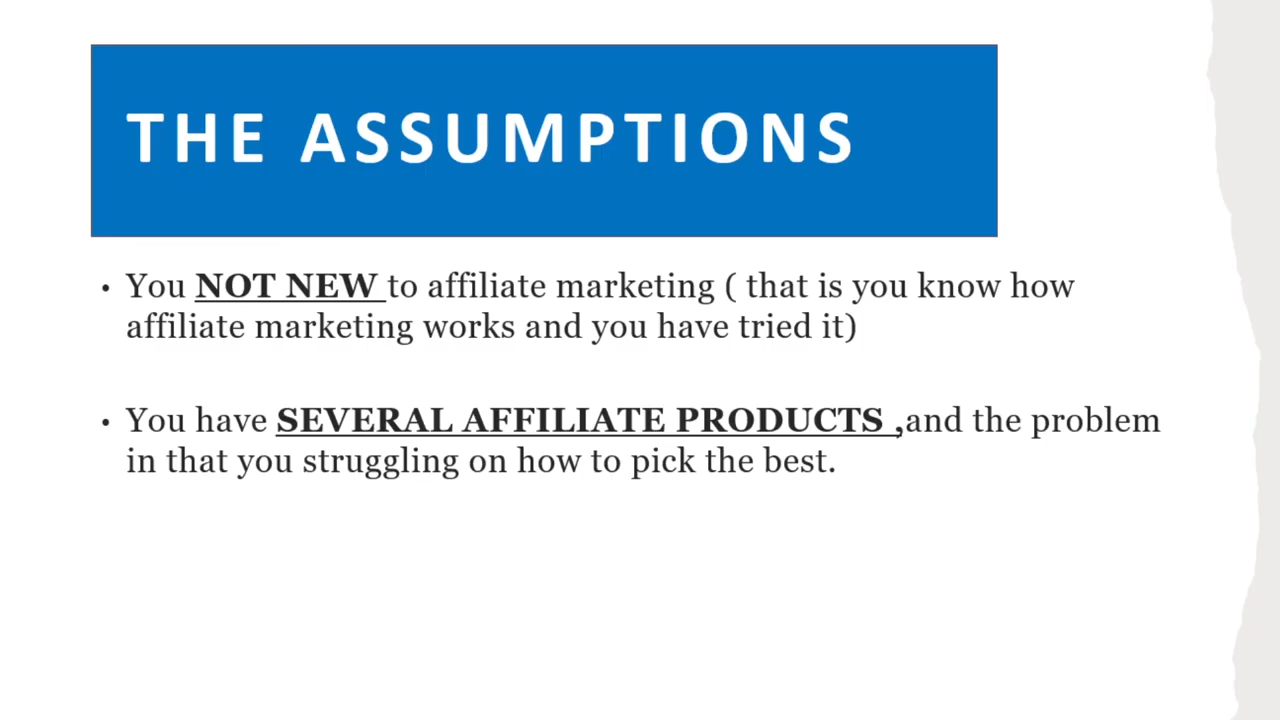 THE ASSUMPTIONS
• You NOT NEW to affiliate marketing ( that is you know how
affiliate marketing works and you have tried it)
• You have SEVERAL AFFILIATE PRODUCTS ,and the problem
in that you struggling on how to pick the best.